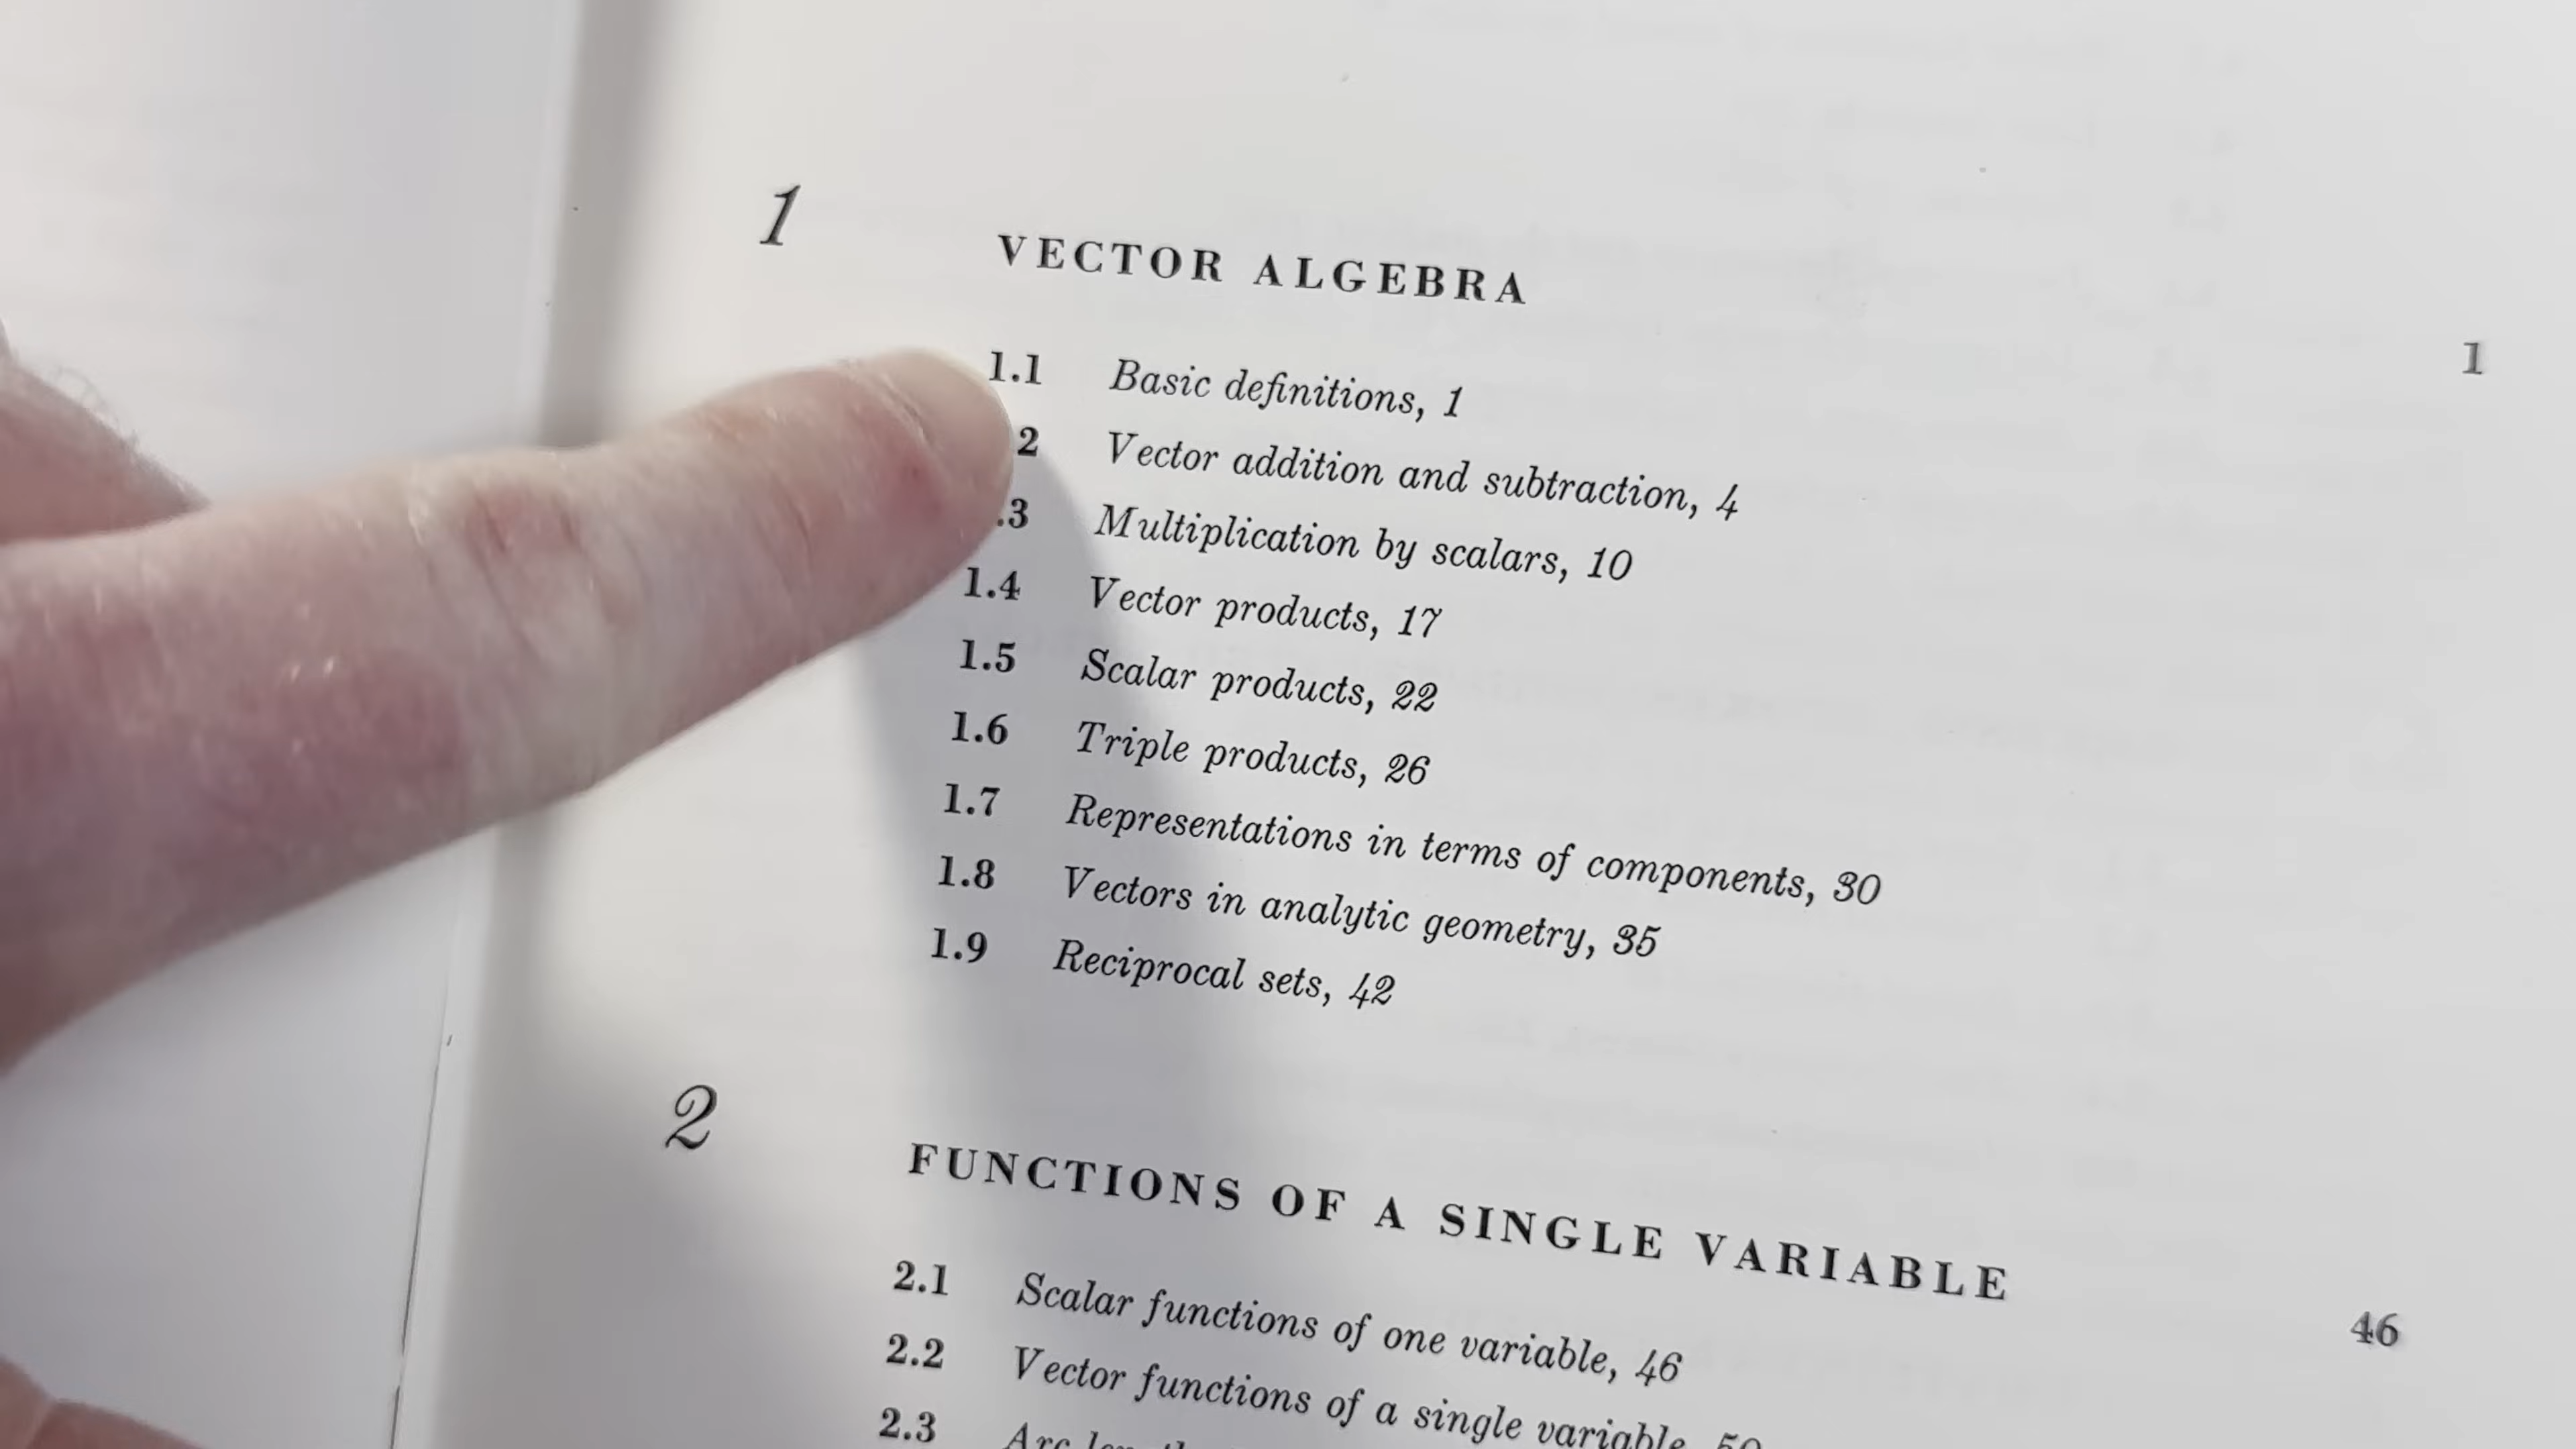 1
VECTOR ALGEBRA 1
1.1 Basic definitions, 1
2 Vector addition and subtraction, 4
.3 Multiplication by scalars, 10
1.4 Vector products, 17
1.5 Scalar products, 22
1.6 Triple products, 26
1.7 Representations in terms of components, 30
1.8 Vectors in analytic geometry, 35
1.9 Reciprocal sets, 42
2
FUNCTIONS OF A SINGLE VARIABLE 46
2.1 Scalar functions of one variable, 46
2.2 Vector functions of a single variable, 50
2.3 Arc